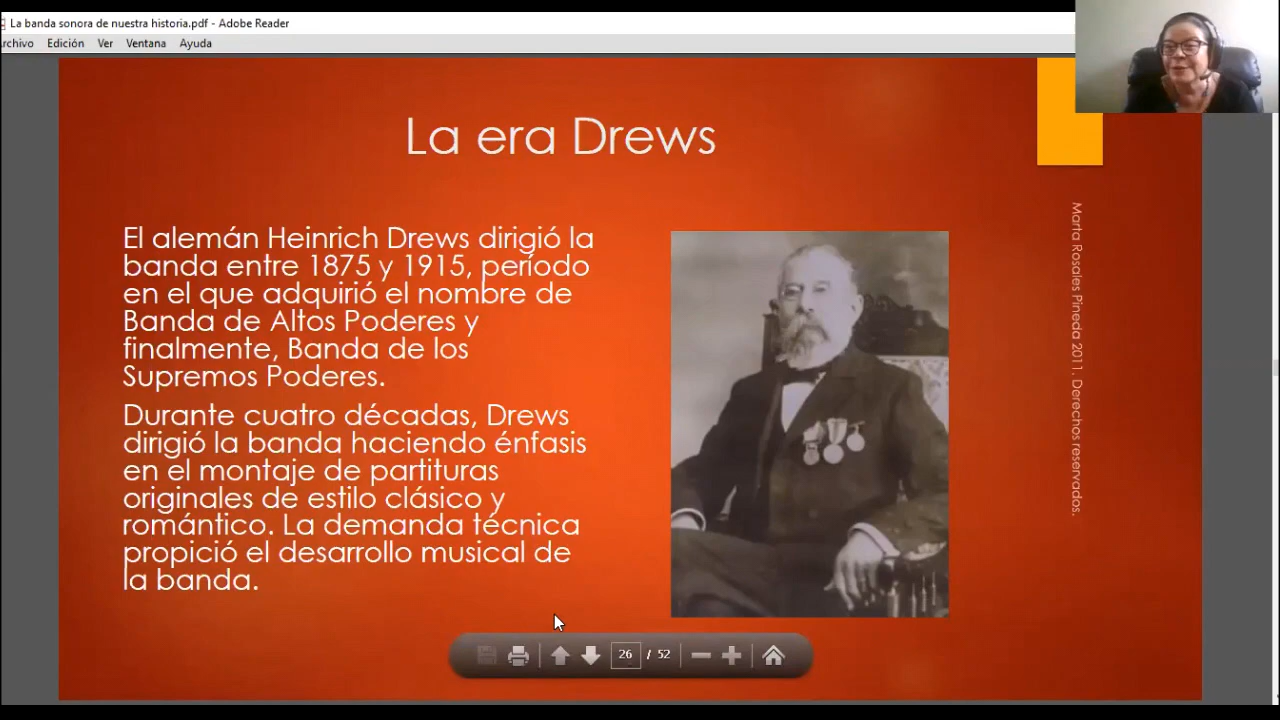 La banda sonora de nuestra historia.pdf - Adobe Reader
rchivo Edición Ver Ventana Ayuda
La era Drews
El alemán Heinrich Drews dirigió la
banda entre 1875 y 1915, período
en el que adquirió el nombre de
Banda de Altos Poderes y
finalmente, Banda de los
Supremos Poderes.
Durante cuatro décadas, Drews
dirigió la banda haciendo énfasis
en el montaje de partituras
originales de estilo clásico y
romántico. La demanda técnica
propició el desarrollo musical de
la banda.
Marta Rosales Pineda 2011. Derechos reservados.
26 / 52